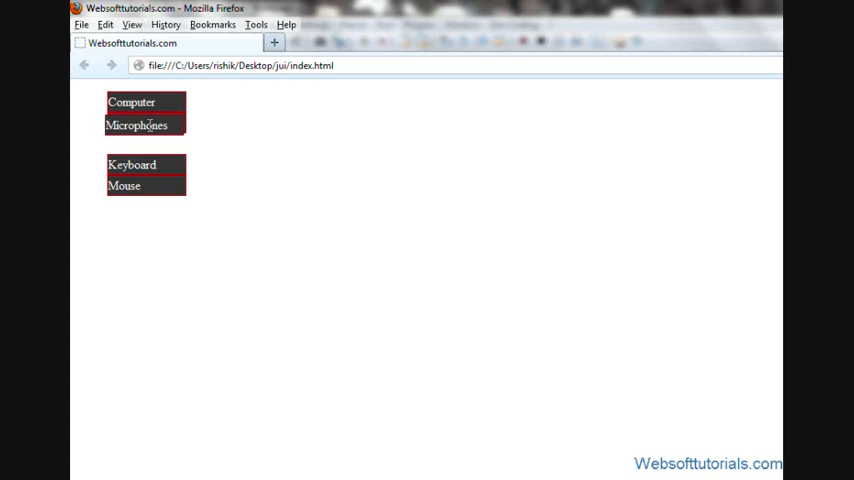 Websofttutorials.com - Mozilla Firefox
File Edit View History Bookmarks Tools Help
Websofttutorials.com
file:///C:/Users/rishik/Desktop/jui/index.html
Computer
Microphones
Keyboard
Mouse
Websofttutorials.com